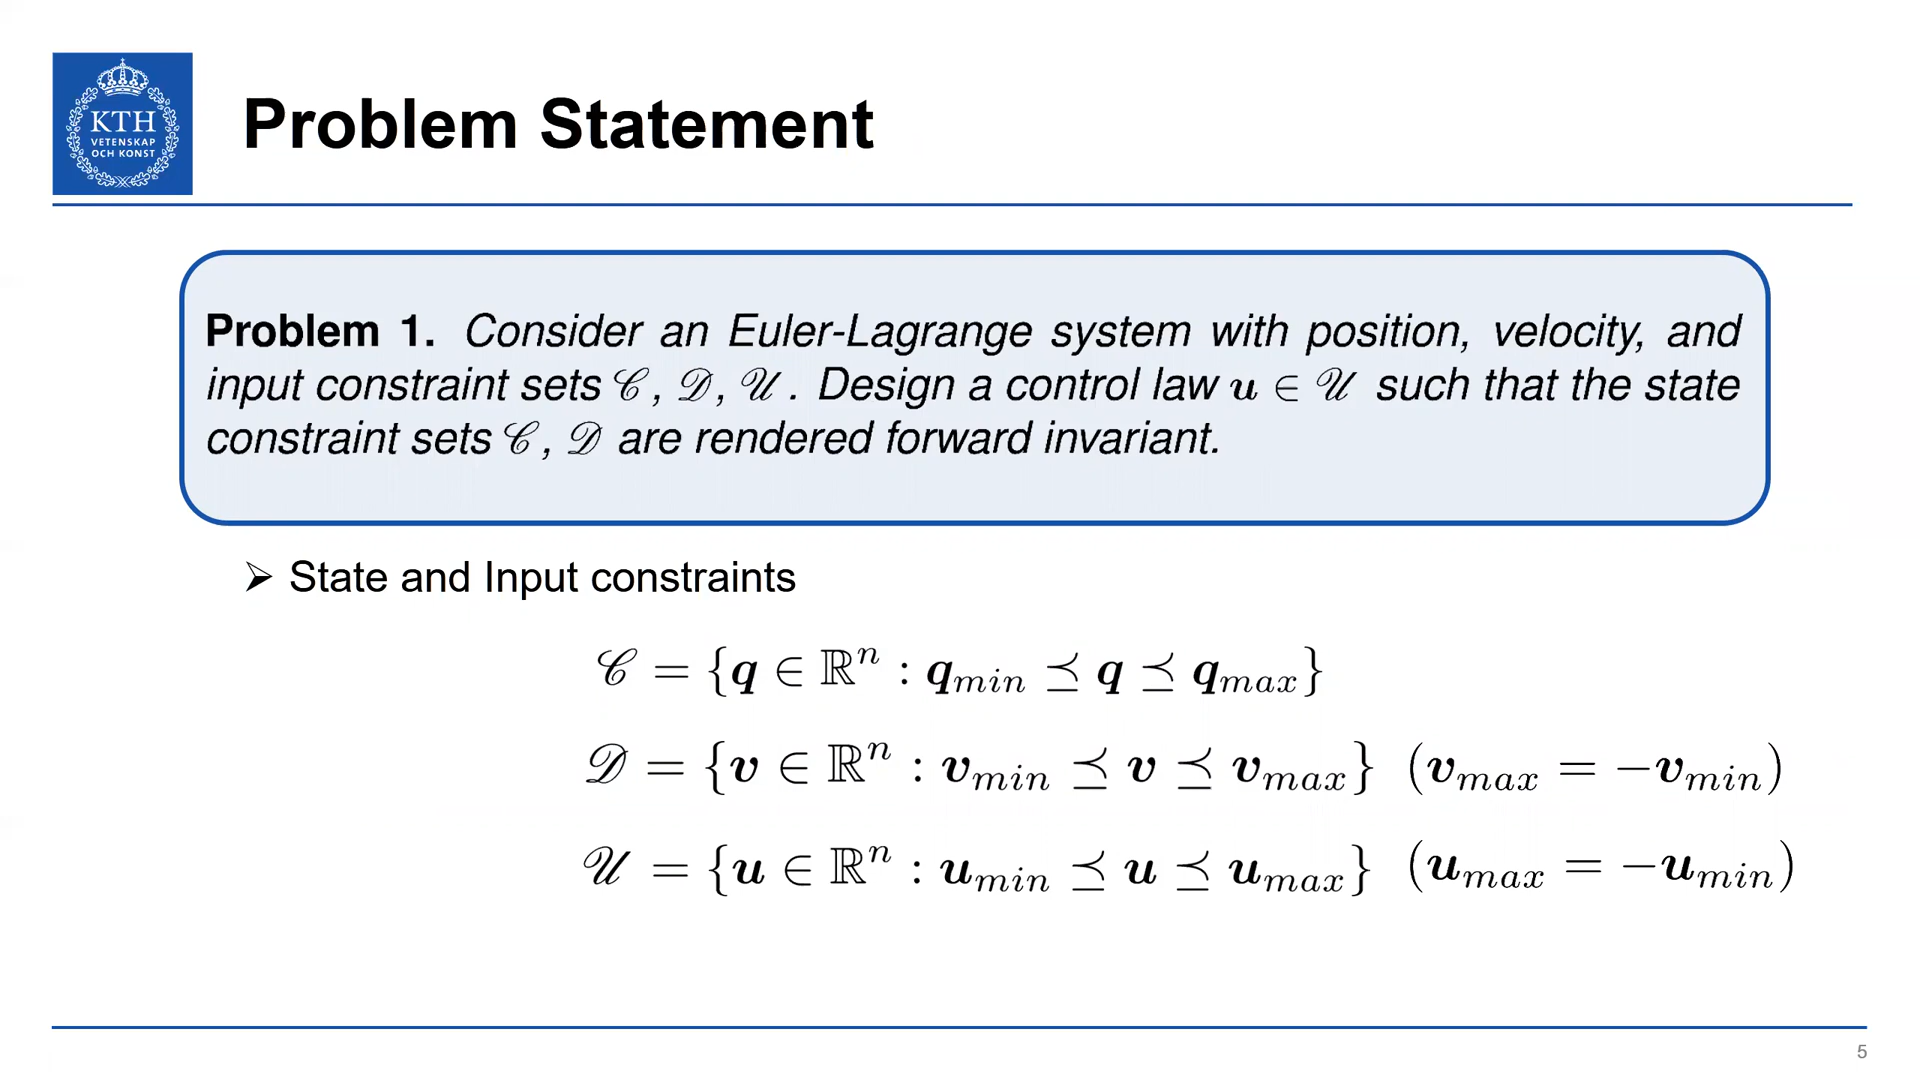 KTH
VETENSKAP
OCH KONST
Problem Statement
Problem 1. Consider an Euler-Lagrange system with position, velocity, and
input constraint sets 𝒞, 𝒟, 𝒰. Design a control law 𝒖 ∈ 𝒰 such that the state
constraint sets 𝒞, 𝒟 are rendered forward invariant.
➢ State and Input constraints
𝒞 = {𝒒 ∈ ℝⁿ : 𝒒_min ⪯ 𝒒 ⪯ 𝒒_max}
𝒟 = {𝒗 ∈ ℝⁿ : 𝒗_min ⪯ 𝒗 ⪯ 𝒗_max} (𝒗_max = −𝒗_min)
𝒰 = {𝒖 ∈ ℝⁿ : 𝒖_min ⪯ 𝒖 ⪯ 𝒖_max} (𝒖_max = −𝒖_min)
5